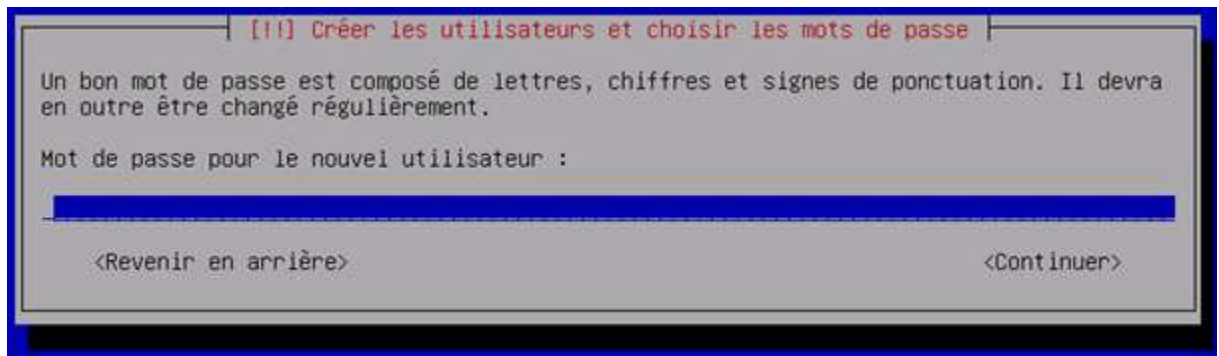 [!!] Créer les utilisateurs et choisir les mots de passe
Un bon mot de passe est composé de lettres, chiffres et signes de ponctuation. Il devra
en outre être changé régulièrement.
Mot de passe pour le nouvel utilisateur :
<Revenir en arrière> <Continuer>